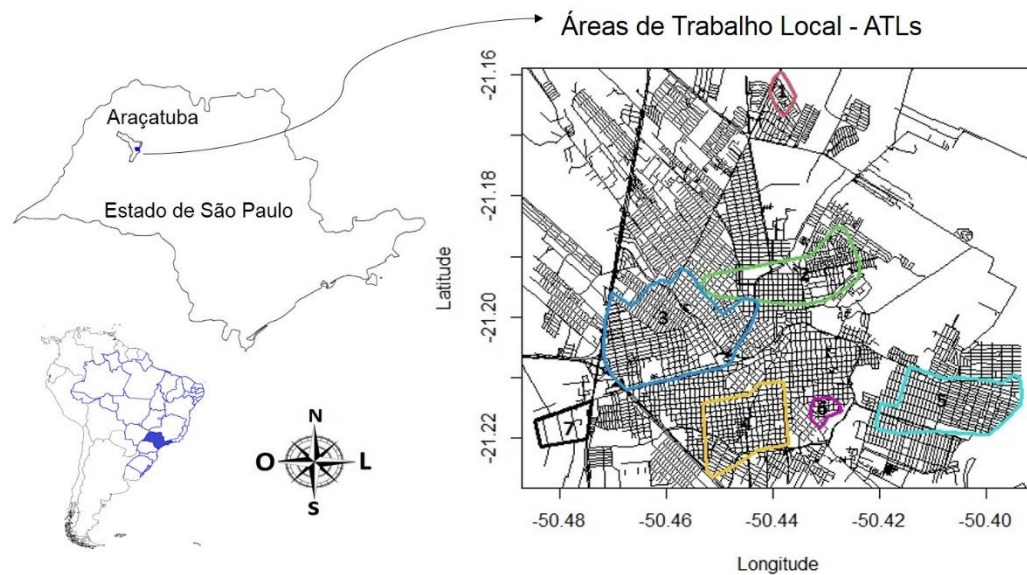 Áreas de Trabalho Local - ATLs
Araçatuba
Estado de São Paulo
N
O
L
S
Latitude
-21.16
-21.18
-21.20
-21.22
1
2
3
4
5
6
7
-50.48
-50.46
-50.44
-50.42
-50.40
Longitude